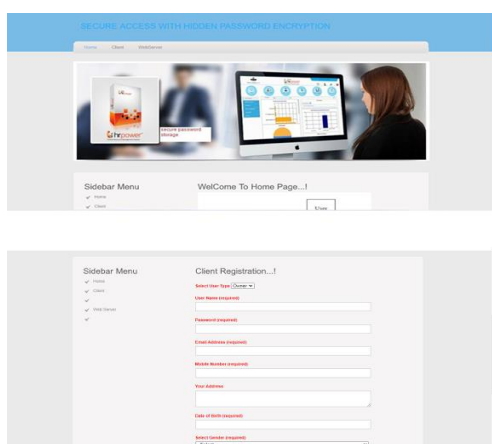 SECURE ACCESS WITH HIDDEN PASSWORD ENCRYPTION
Home Client WebServer
hrpower
secure password
storage
Sidebar Menu
Home
Client
WelCome To Home Page...!
User
Sidebar Menu
Home
Client
Web Server
Client Registration...!
Select User Type Owner
User Name (required)
Password (required)
Email Address (required)
Mobile Number (required)
Your Address
Date of Birth (required)
Select Gender (required)